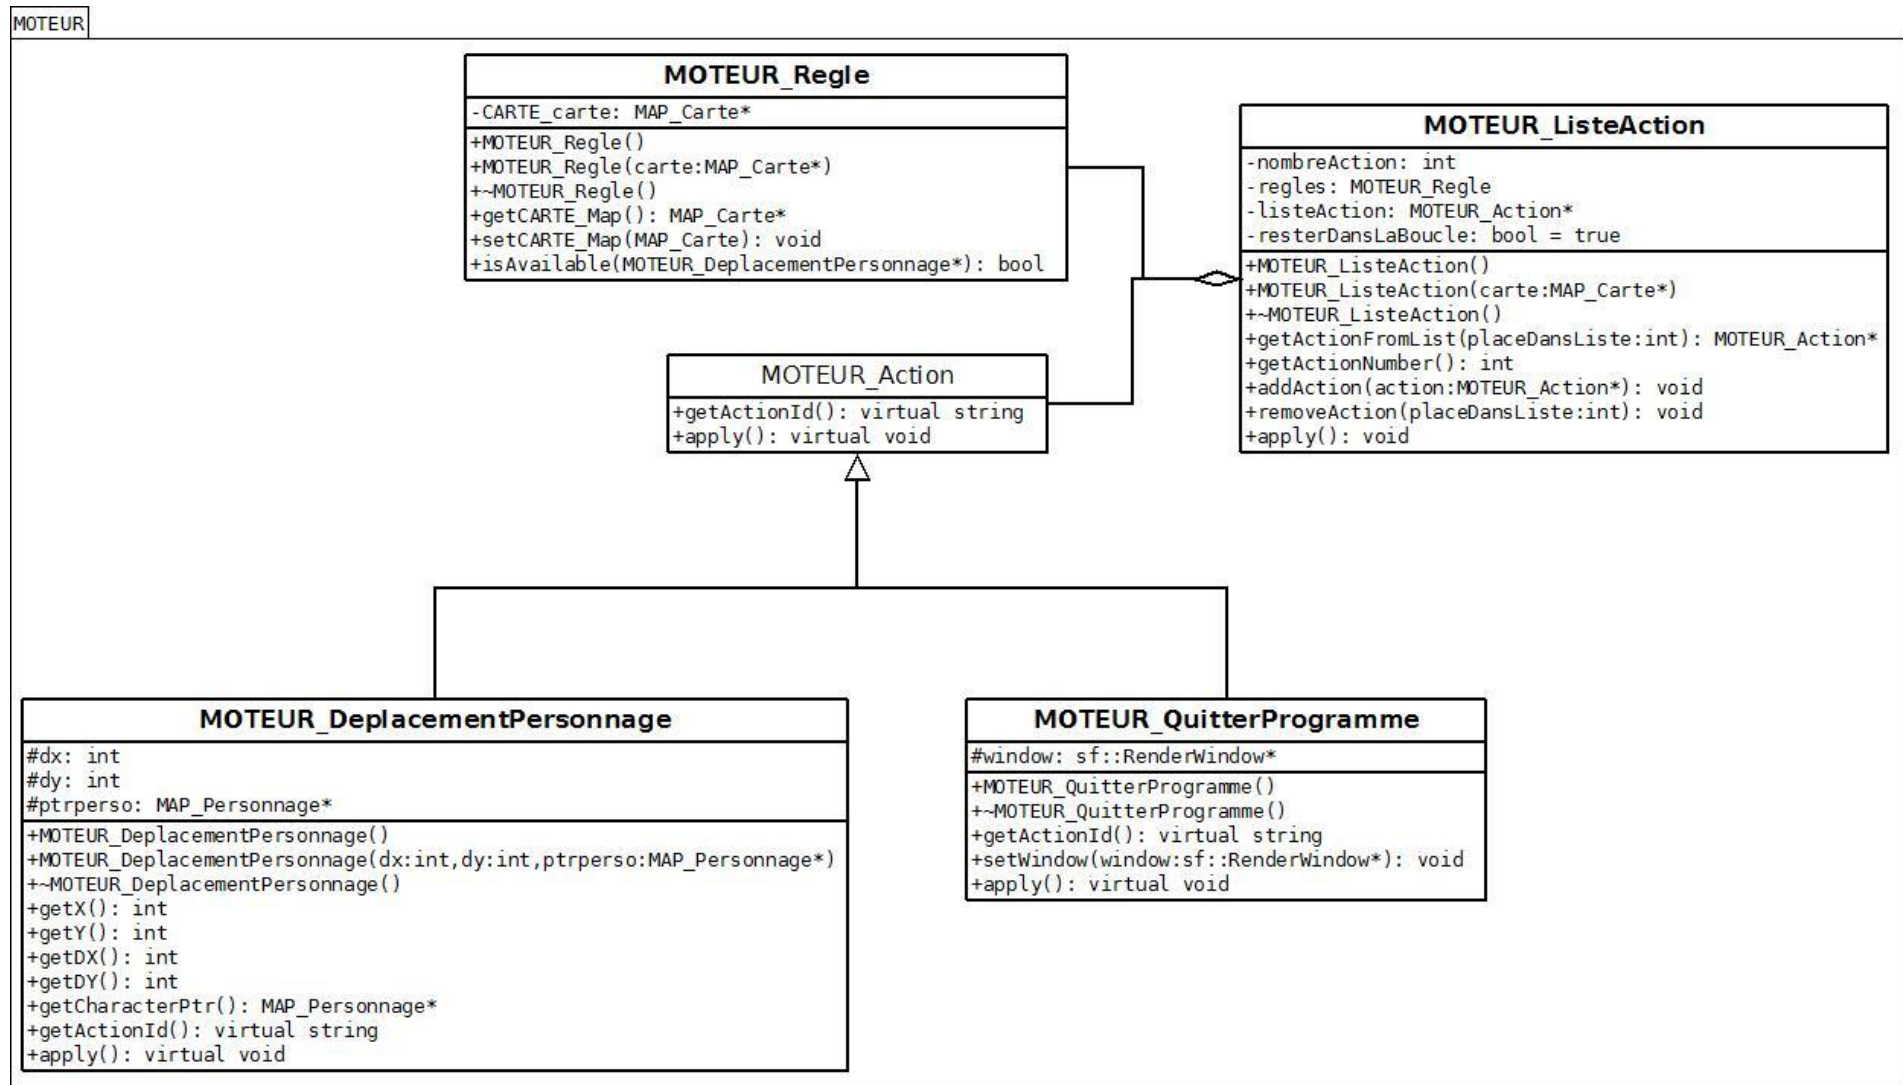 MOTEUR
MOTEUR_Regle
-CARTE_carte: MAP_Carte*
+MOTEUR_Regle()
+MOTEUR_Regle(carte:MAP_Carte*)
+~MOTEUR_Regle()
+getCARTE_Map(): MAP_Carte*
+setCARTE_Map(MAP_Carte): void
+isAvailable(MOTEUR_DeplacementPersonnage*): bool
MOTEUR_ListeAction
-nombreAction: int
-regles: MOTEUR_Regle
-listeAction: MOTEUR_Action*
-resterDansLaBoucle: bool = true
+MOTEUR_ListeAction()
+MOTEUR_ListeAction(carte:MAP_Carte*)
+~MOTEUR_ListeAction()
+getActionFromList(placeDansListe:int): MOTEUR_Action*
+getActionNumber(): int
+addAction(action:MOTEUR_Action*): void
+removeAction(placeDansListe:int): void
+apply(): void
MOTEUR_Action
+getActionId(): virtual string
+apply(): virtual void
MOTEUR_DeplacementPersonnage
#dx: int
#dy: int
#ptrperso: MAP_Personnage*
+MOTEUR_DeplacementPersonnage()
+MOTEUR_DeplacementPersonnage(dx:int,dy:int,ptrperso:MAP_Personnage*)
+~MOTEUR_DeplacementPersonnage()
+getX(): int
+getY(): int
+getDX(): int
+getDY(): int
+getCharacterPtr(): MAP_Personnage*
+getActionId(): virtual string
+apply(): virtual void
MOTEUR_QuitterProgramme
#window: sf::RenderWindow*
+MOTEUR_QuitterProgramme()
+~MOTEUR_QuitterProgramme()
+getActionId(): virtual string
+setWindow(window:sf::RenderWindow*): void
+apply(): virtual void